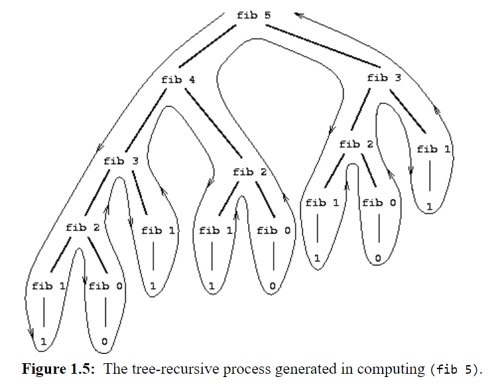 fib 5
fib 4
fib 3
fib 3
fib 2
fib 2
fib 1
fib 2
fib 1
fib 1
fib 0
fib 1
fib 0
1
fib 1
fib 0
1
1
0
1
0
1
0
Figure 1.5: The tree-recursive process generated in computing (fib 5).